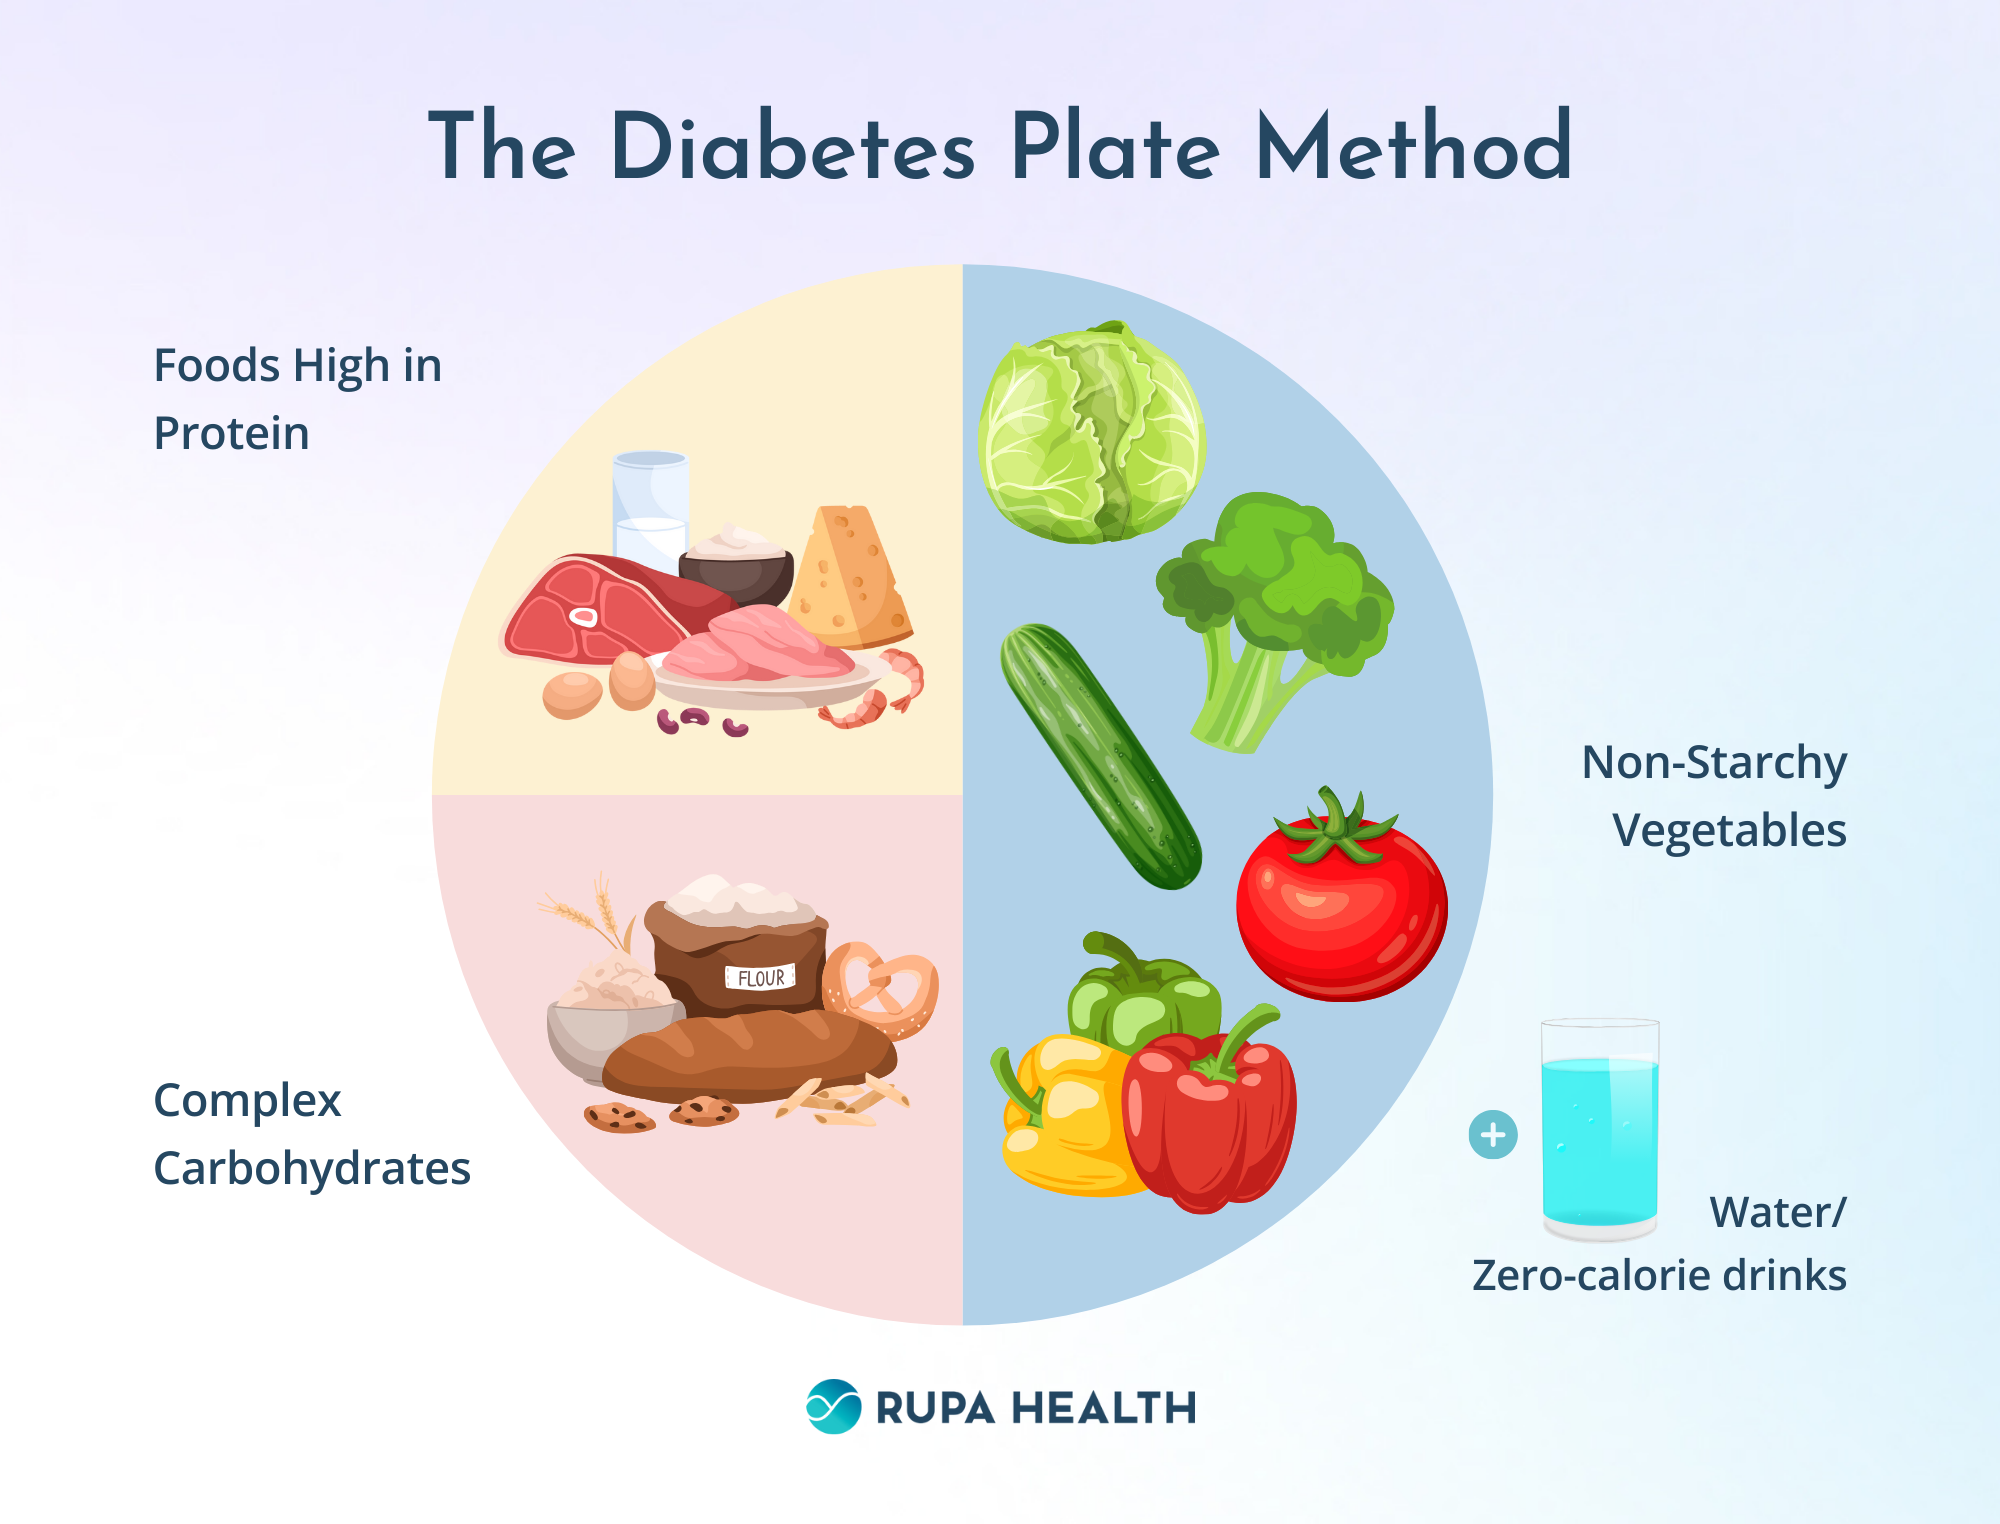 The Diabetes Plate Method
Foods High in
Protein
Non-Starchy
Vegetables
FLOUR
Complex
Carbohydrates
Water/
Zero-calorie drinks
RUPA HEALTH